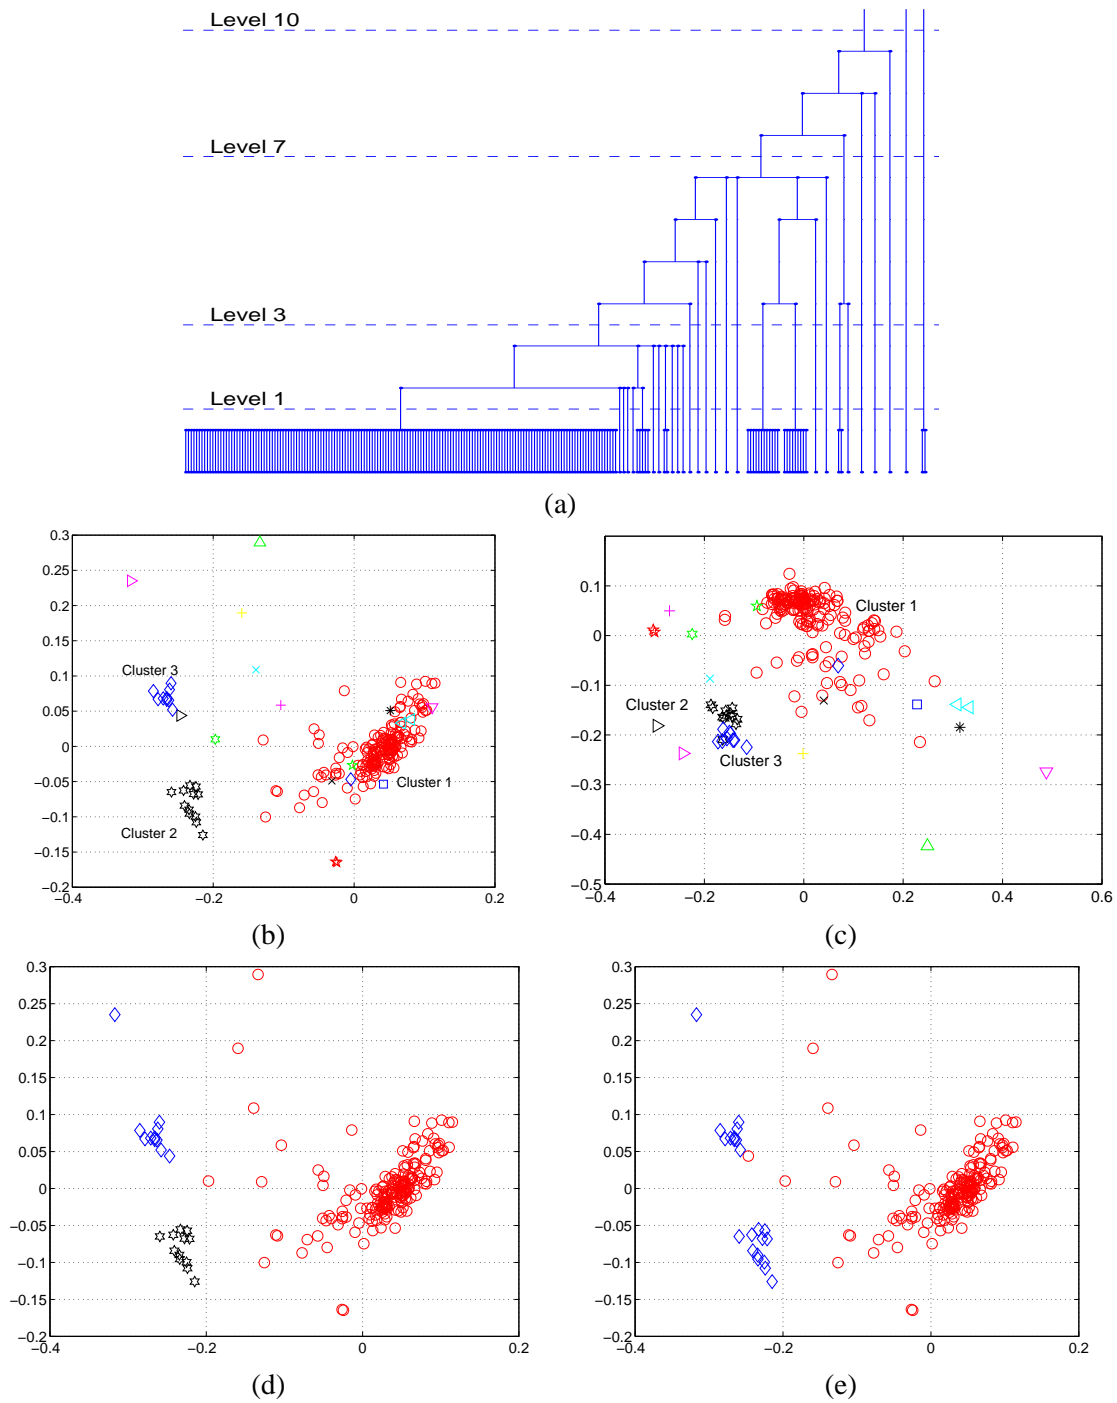 Level 10
Level 7
Level 3
Level 1
(a)
0.3
0.25
0.2
0.15
0.1
0.05
0
−0.05
−0.1
−0.15
−0.2
−0.4 −0.2 0 0.2
Cluster 3
Cluster 1
Cluster 2
(b)
0.1
0
−0.1
−0.2
−0.3
−0.4
−0.5
−0.4 −0.2 0 0.2 0.4 0.6
Cluster 1
Cluster 2
Cluster 3
(c)
0.3
0.25
0.2
0.15
0.1
0.05
0
−0.05
−0.1
−0.15
−0.2
−0.4 −0.2 0 0.2
(d)
0.3
0.25
0.2
0.15
0.1
0.05
0
−0.05
−0.1
−0.15
−0.2
−0.4 −0.2 0 0.2
(e)